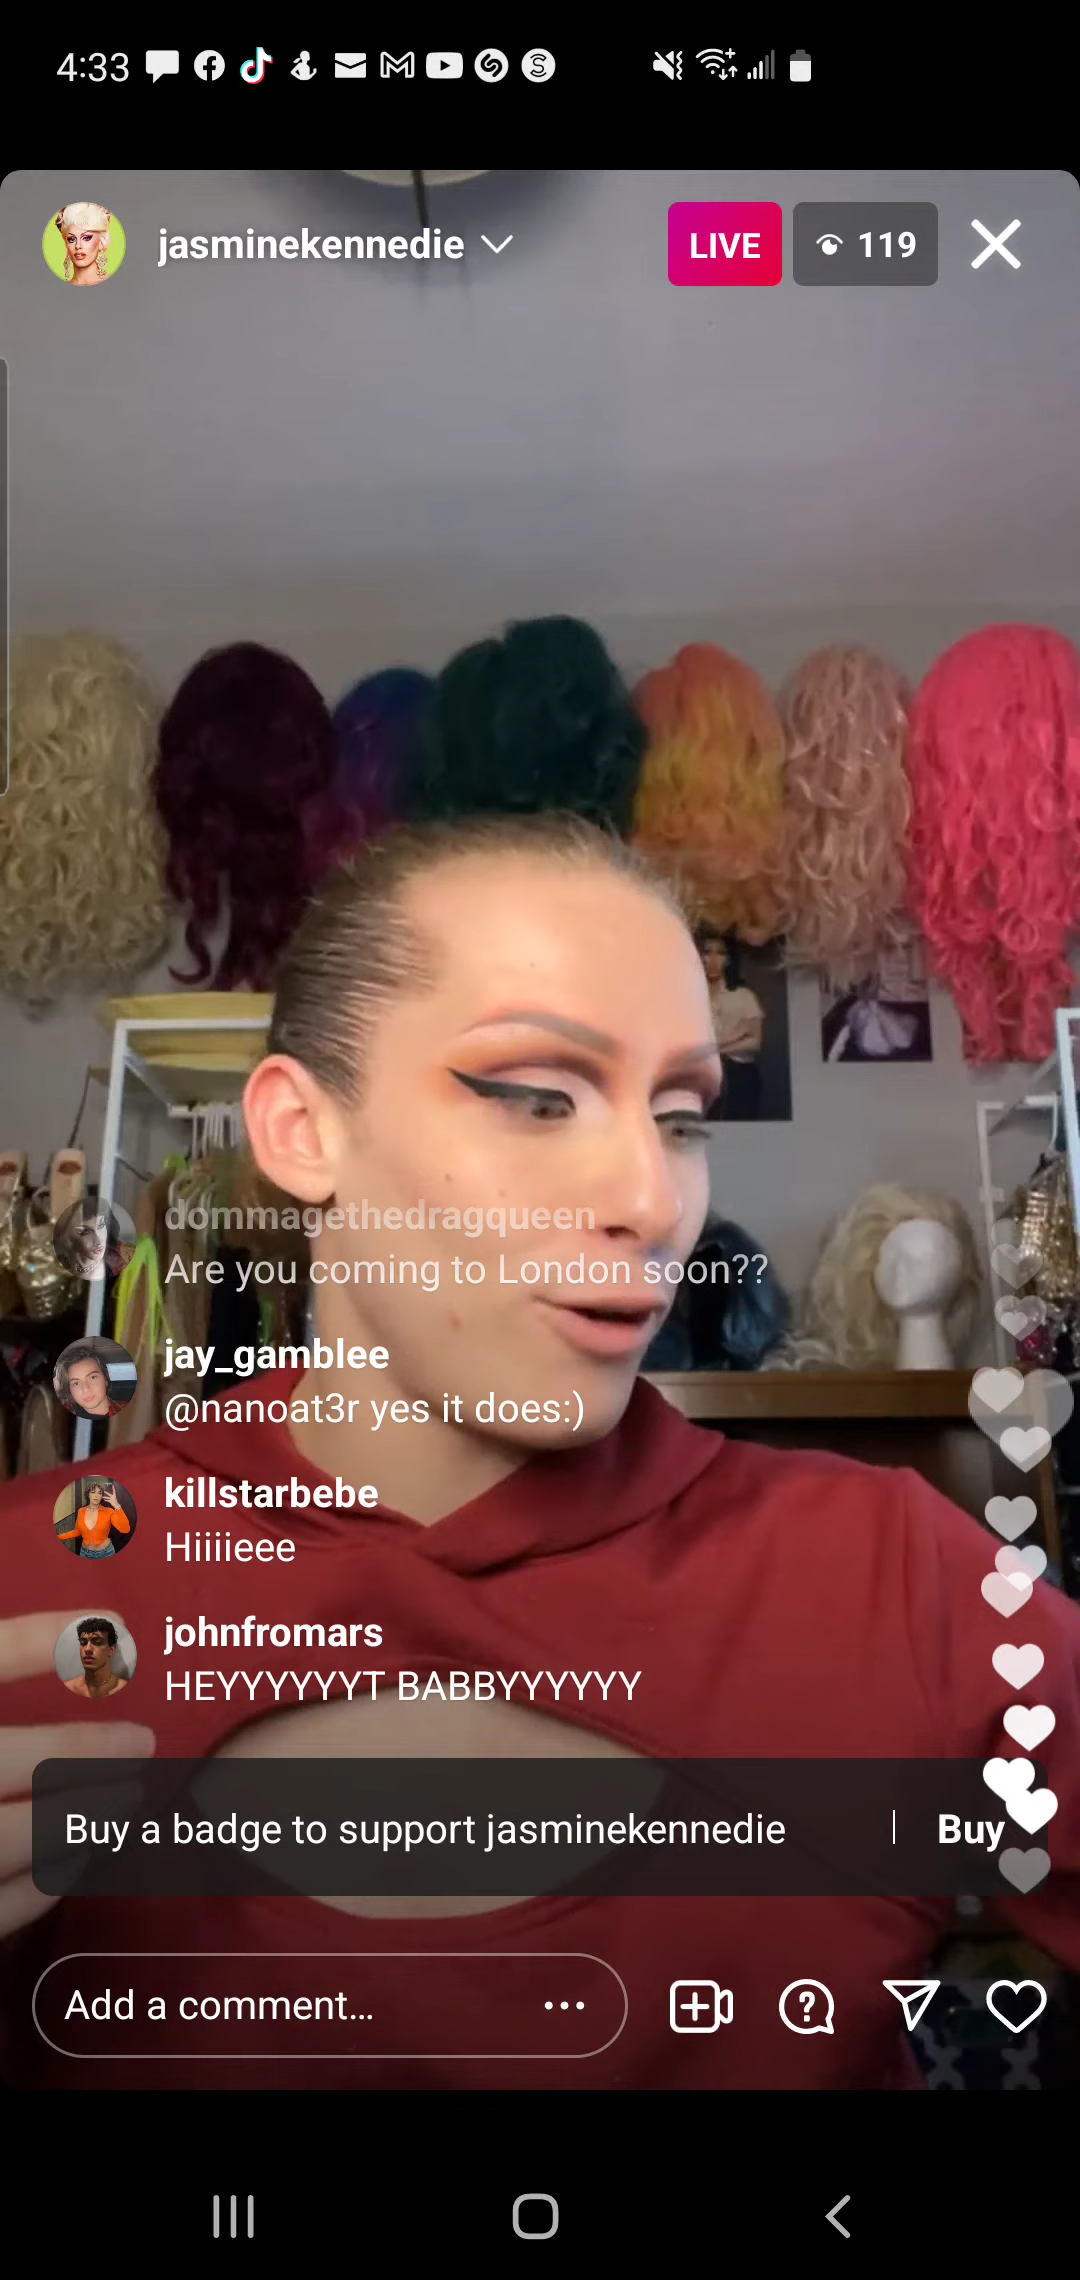 4:33
jasminekennedie
LIVE
119
dommagethedragqueen
Are you coming to London soon??
jay_gamblee
@nanoat3r yes it does:)
killstarbebe
Hiiiieee
johnfromars
HEYYYYYYT BABBYYYYYY
Buy a badge to support jasminekennedie | Buy
Add a comment...